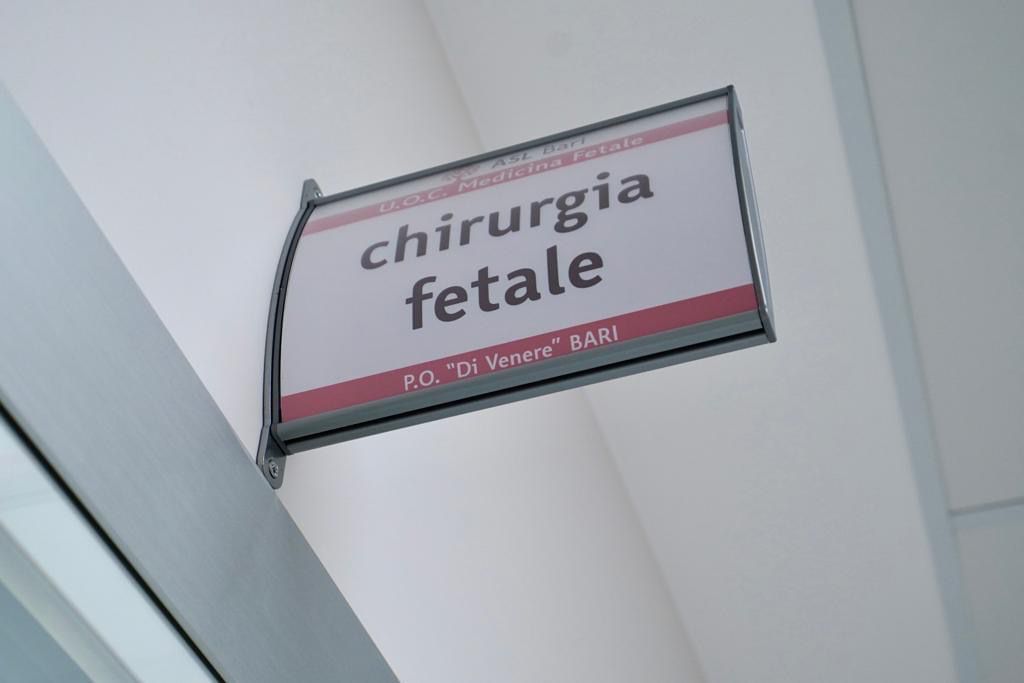 ASL Bari
U.O.C. Medicina Fetale
chirurgia
fetale
P.O. "Di Venere" BARI